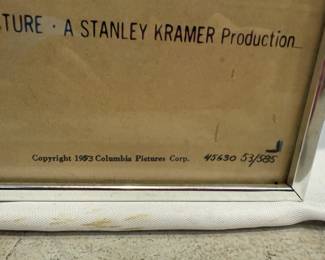 TURE · A STANLEY KRAMER Production
Copyright 1953 Columbia Pictures Corp. 45630 53/585